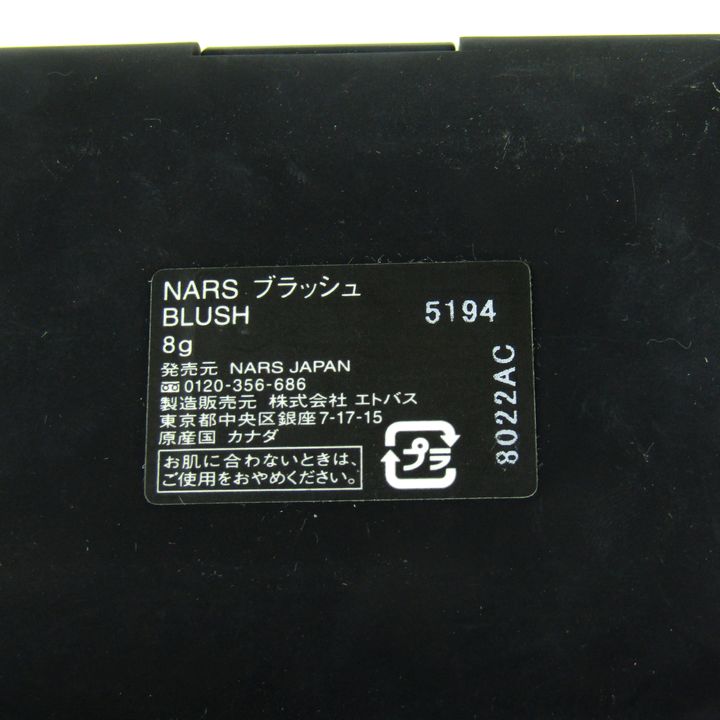 NARS ブラッシュ
BLUSH 5194
8g
発売元 NARS JAPAN
0120-356-686
製造販売元 株式会社 エトバス
東京都中央区銀座7-17-15
原産国 カナダ
お肌に合わないときは、
ご使用をおやめください。
プラ
8022AC